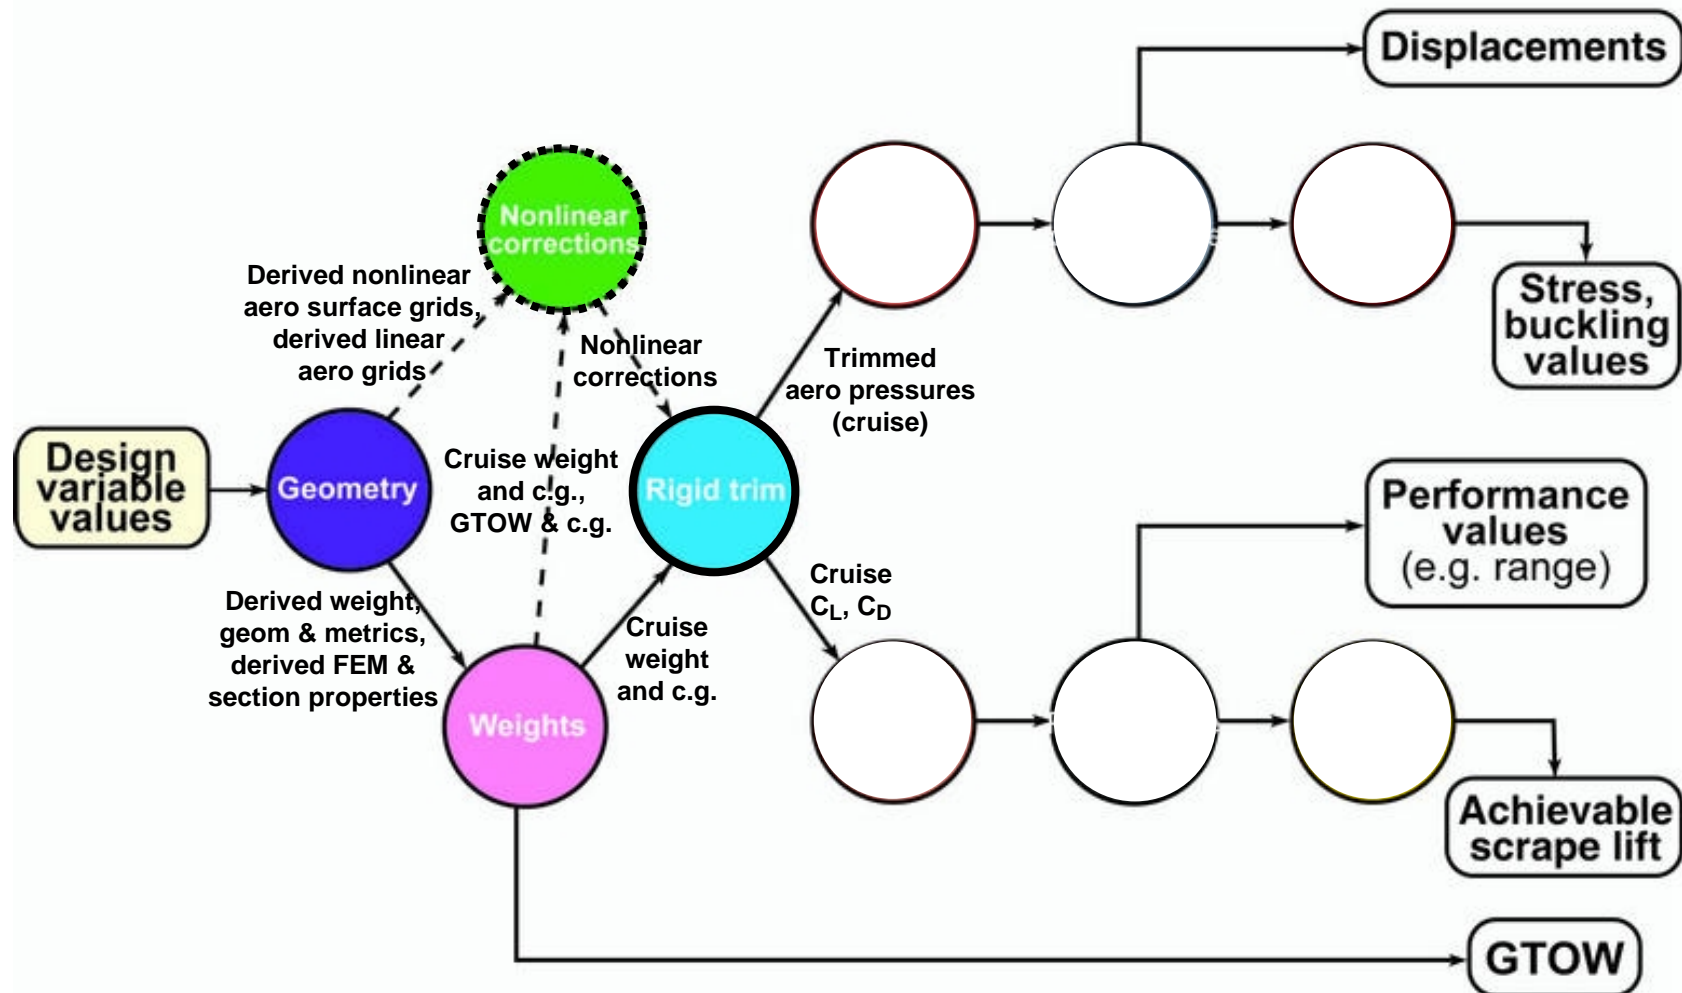 Displacements
Nonlinear
corrections
Derived nonlinear
aero surface grids,
derived linear
aero grids
Nonlinear
corrections
Trimmed
aero pressures
(cruise)
Stress,
buckling
values
Design
variable
values
Geometry
Cruise weight
and c.g.,
GTOW & c.g.
Rigid trim
Performance
values
(e.g. range)
Derived weight,
geom & metrics,
derived FEM &
section properties
Cruise
weight
and c.g.
Cruise
CL, CD
Weights
Achievable
scrape lift
GTOW